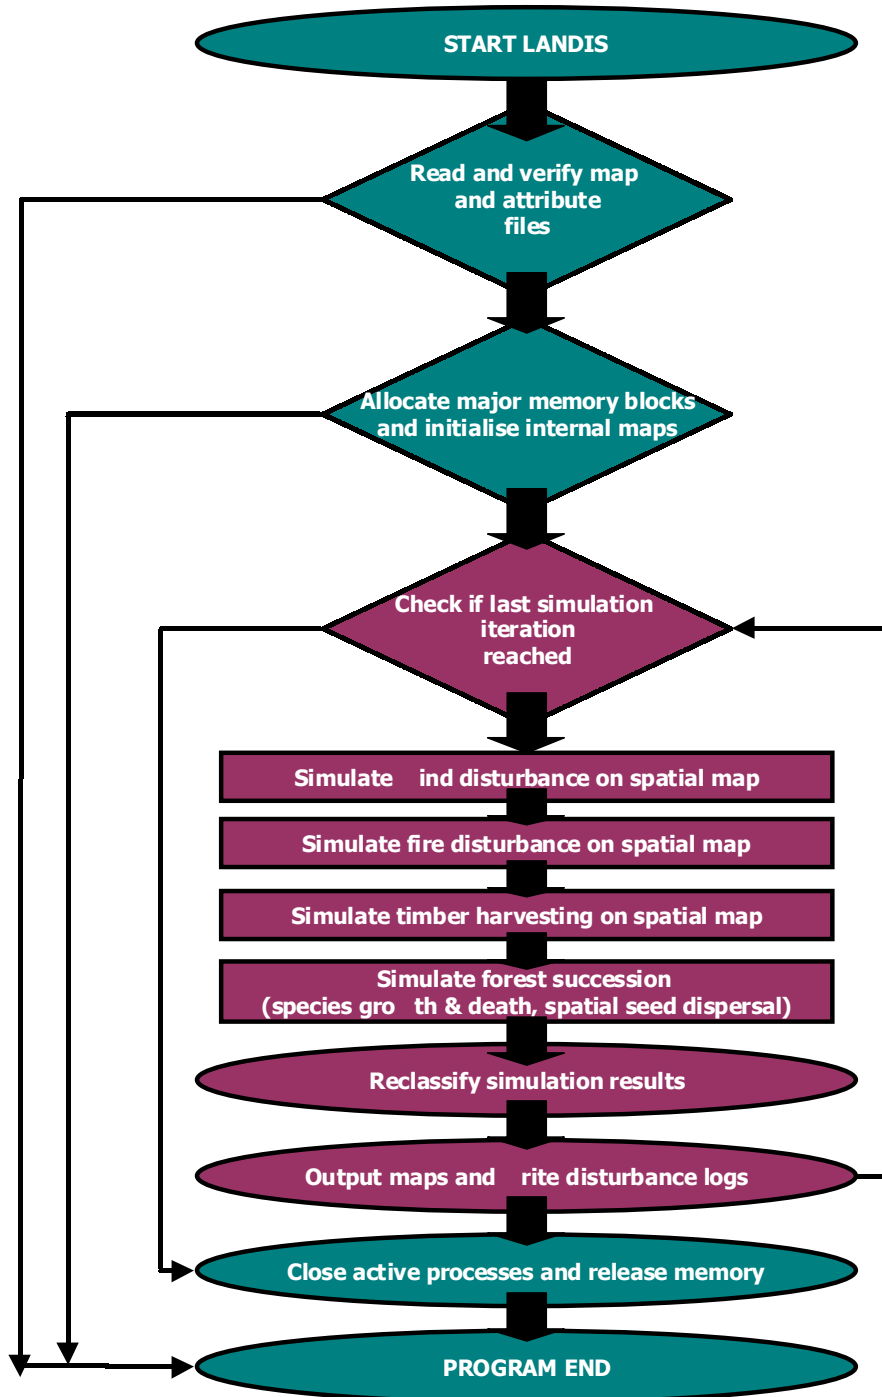 START LANDIS
Read and verify map
and attribute
files
Allocate major memory blocks
and initialise internal maps
Check if last simulation
iteration
reached
Simulate ind disturbance on spatial map
Simulate fire disturbance on spatial map
Simulate timber harvesting on spatial map
Simulate forest succession
(species gro th & death, spatial seed dispersal)
Reclassify simulation results
Output maps and rite disturbance logs
Close active processes and release memory
PROGRAM END